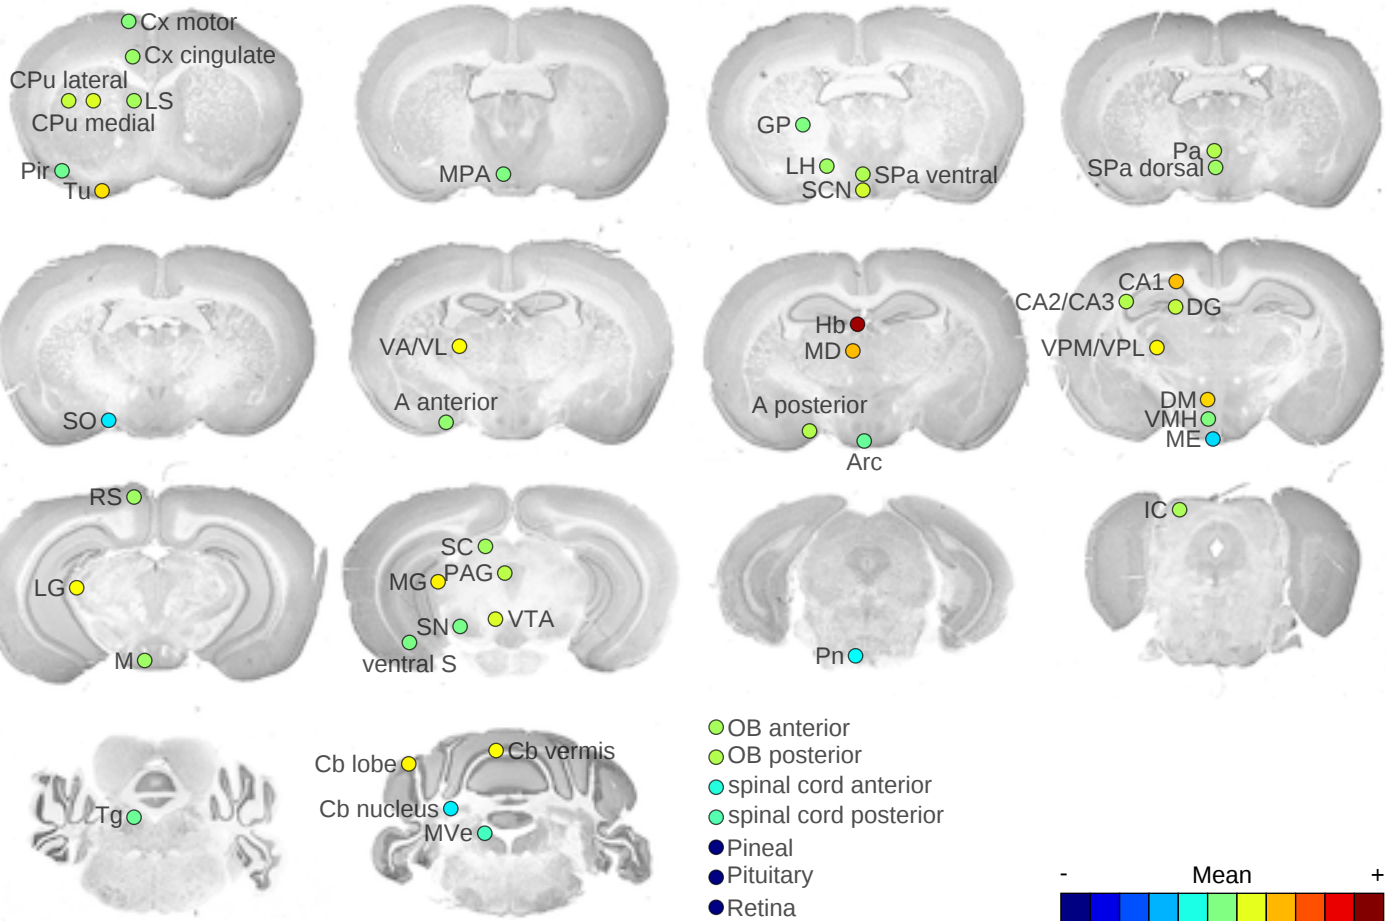 Cx motor
Cx cingulate
CPu lateral
LS
CPu medial
Pir
Tu
MPA
GP
LH
SPa ventral
SCN
Pa
SPa dorsal
SO
VA/VL
A anterior
Hb
MD
A posterior
Arc
CA1
CA2/CA3
DG
VPM/VPL
DM
VMH
ME
RS
LG
M
SC
PAG
MG
VTA
SN
ventral S
Pn
IC
Tg
Cb vermis
Cb lobe
Cb nucleus
MVe
OB anterior
OB posterior
spinal cord anterior
spinal cord posterior
Pineal
Pituitary
Retina
- Mean +